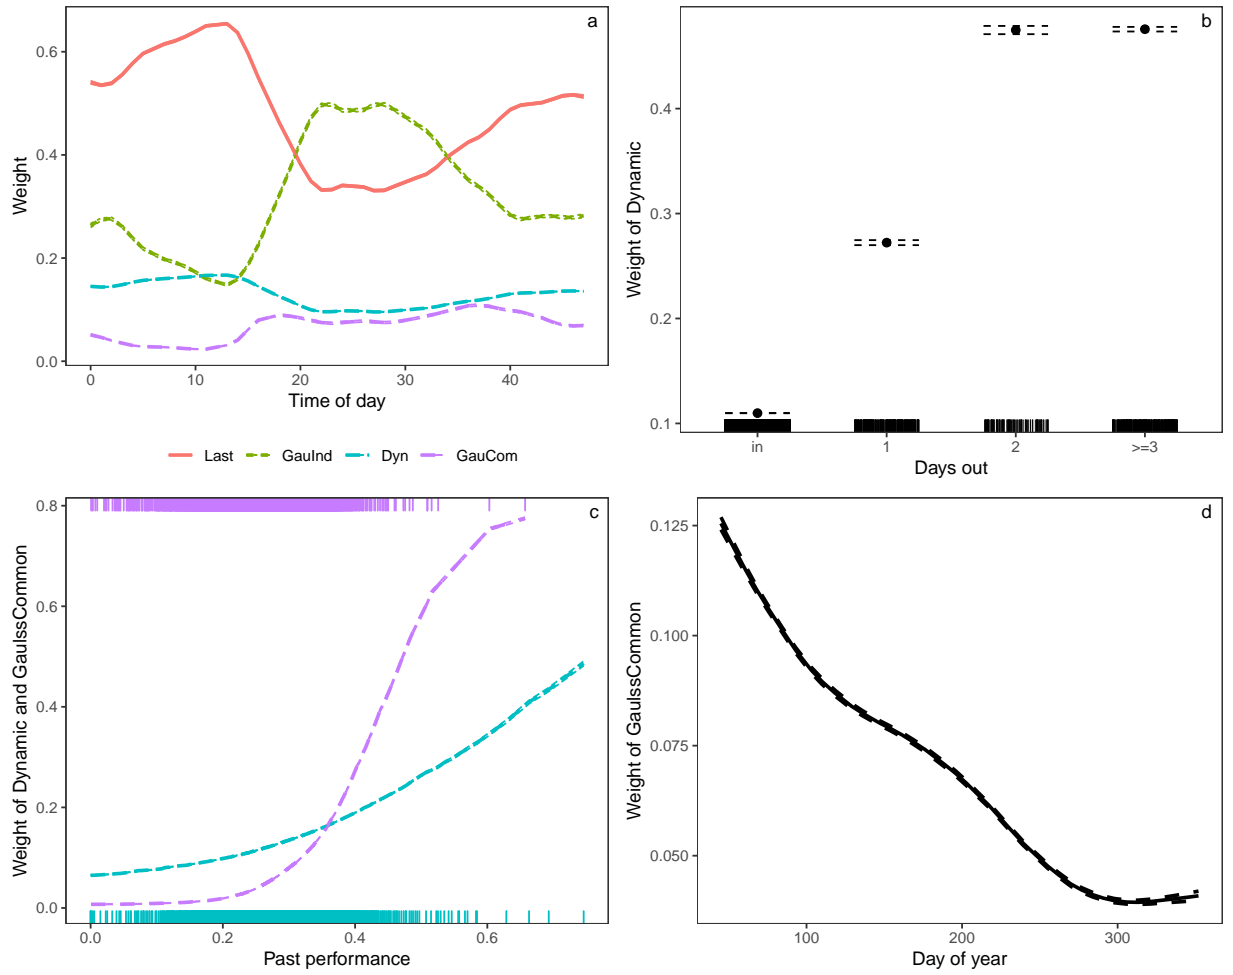 a
0.6
0.4
0.2
0.0
Weight
0 10 20 30 40
Time of day
Last GauInd Dyn GauCom
b
0.4
0.3
0.2
0.1
Weight of Dynamic
in 1 2 >=3
Days out
c
0.8
0.6
0.4
0.2
0.0
Weight of Dynamic and GaulssCommon
0.0 0.2 0.4 0.6
Past performance
d
0.125
0.100
0.075
0.050
Weight of GaulssCommon
100 200 300
Day of year